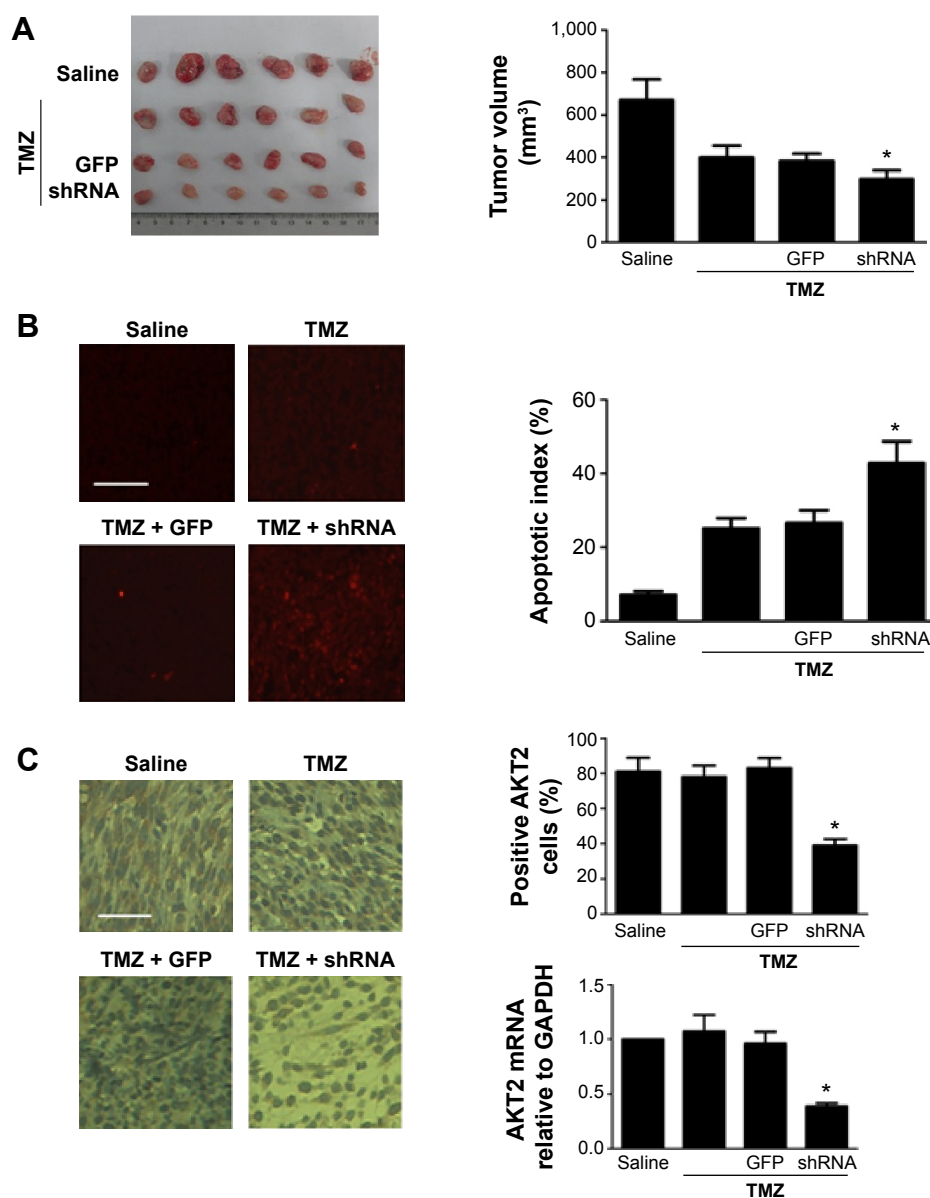 A
Saline
TMZ
GFP
shRNA
Tumor volume
(mm³)
1,000
800
600
400
200
0
*
Saline
GFP
shRNA
TMZ
B
Saline
TMZ
TMZ + GFP
TMZ + shRNA
Apoptotic index (%)
60
40
20
0
*
Saline
GFP
shRNA
TMZ
C
Saline
TMZ
TMZ + GFP
TMZ + shRNA
Positive AKT2
cells (%)
100
80
60
40
20
0
*
Saline
GFP
shRNA
TMZ
AKT2 mRNA
relative to GAPDH
1.5
1.0
0.5
0.0
*
Saline
GFP
shRNA
TMZ